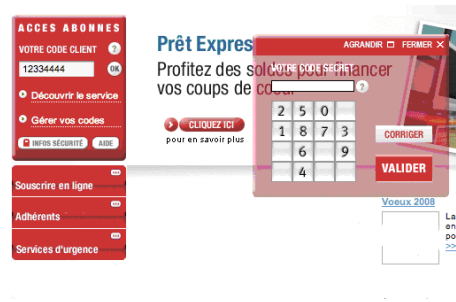 ACCES ABONNES
VOTRE CODE CLIENT ?
12334444 OK
Découvrir le service
Gérer vos codes
INFOS SÉCURITÉ AIDE
Souscrire en ligne
Adhérents
Services d'urgence
Prêt Expres
Profitez des soldes pour financer
vos coups de coeur
CLIQUEZ ICI
pour en savoir plus
AGRANDIR FERMER X
VOTRE CODE SECRET
?
2 5 0
1 8 7 3
6 9
4
CORRIGER
VALIDER
Voeux 2008
La
en
po
>>